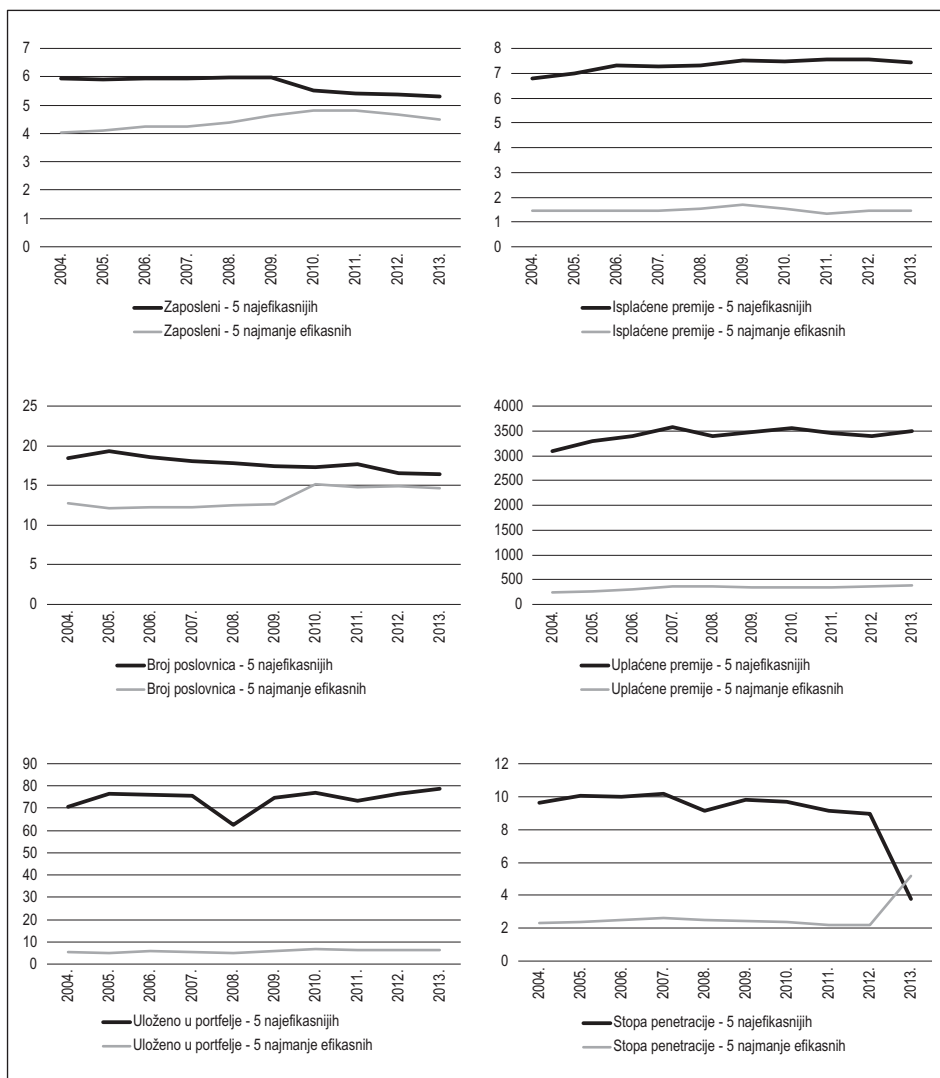 7
6
5
4
3
2
1
0
2004. 2005. 2006. 2007. 2008. 2009. 2010. 2011. 2012. 2013.
Zaposleni - 5 najefikasnijih
Zaposleni - 5 najmanje efikasnih
8
7
6
5
4
3
2
1
0
2004. 2005. 2006. 2007. 2008. 2009. 2010. 2011. 2012. 2013.
Isplaćene premije - 5 najefikasnijih
Isplaćene premije - 5 najmanje efikasnih
25
20
15
10
5
0
2004. 2005. 2006. 2007. 2008. 2009. 2010. 2011. 2012. 2013.
Broj poslovnica - 5 najefikasnijih
Broj poslovnica - 5 najmanje efikasnih
4000
3500
3000
2500
2000
1500
1000
500
0
2004. 2005. 2006. 2007. 2008. 2009. 2010. 2011. 2012. 2013.
Uplaćene premije - 5 najefikasnijih
Uplaćene premije - 5 najmanje efikasnih
90
80
70
60
50
40
30
20
10
0
2004. 2005. 2006. 2007. 2008. 2009. 2010. 2011. 2012. 2013.
Uloženo u portfelje - 5 najefikasnijih
Uloženo u portfelje - 5 najmanje efikasnih
12
10
8
6
4
2
0
2004. 2005. 2006. 2007. 2008. 2009. 2010. 2011. 2012. 2013.
Stopa penetracije - 5 najefikasnijih
Stopa penetracije - 5 najmanje efikasnih